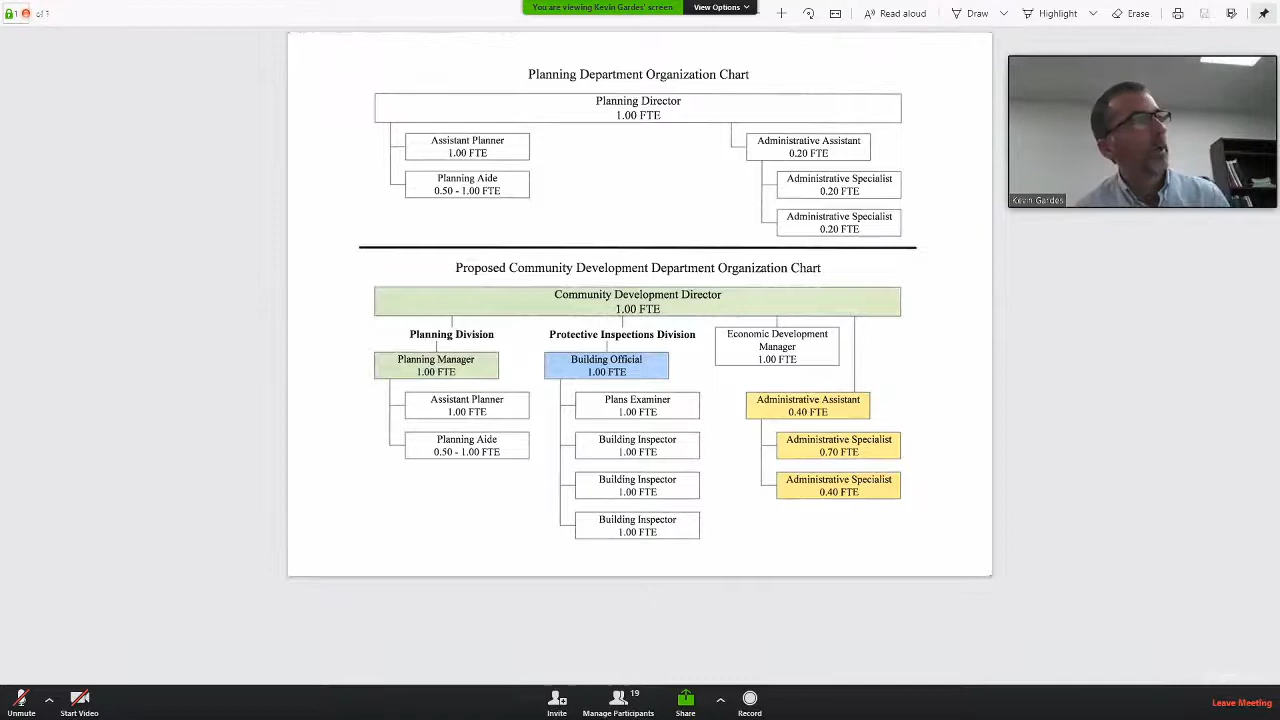 1
of 1
You are viewing Kevin Gardes' screen
View Options
Read aloud
Draw
Highlight
Erase
Planning Department Organization Chart
Planning Director
1.00 FTE
Assistant Planner
1.00 FTE
Planning Aide
0.50 - 1.00 FTE
Administrative Assistant
0.20 FTE
Administrative Specialist
0.20 FTE
Administrative Specialist
0.20 FTE
Kevin Gardes
Proposed Community Development Department Organization Chart
Community Development Director
1.00 FTE
Planning Division
Planning Manager
1.00 FTE
Assistant Planner
1.00 FTE
Planning Aide
0.50 - 1.00 FTE
Protective Inspections Division
Building Official
1.00 FTE
Plans Examiner
1.00 FTE
Building Inspector
1.00 FTE
Building Inspector
1.00 FTE
Building Inspector
1.00 FTE
Economic Development
Manager
1.00 FTE
Administrative Assistant
0.40 FTE
Administrative Specialist
0.70 FTE
Administrative Specialist
0.40 FTE
Unmute
Start Video
Invite
19
Manage Participants
Share
Record
Leave Meeting